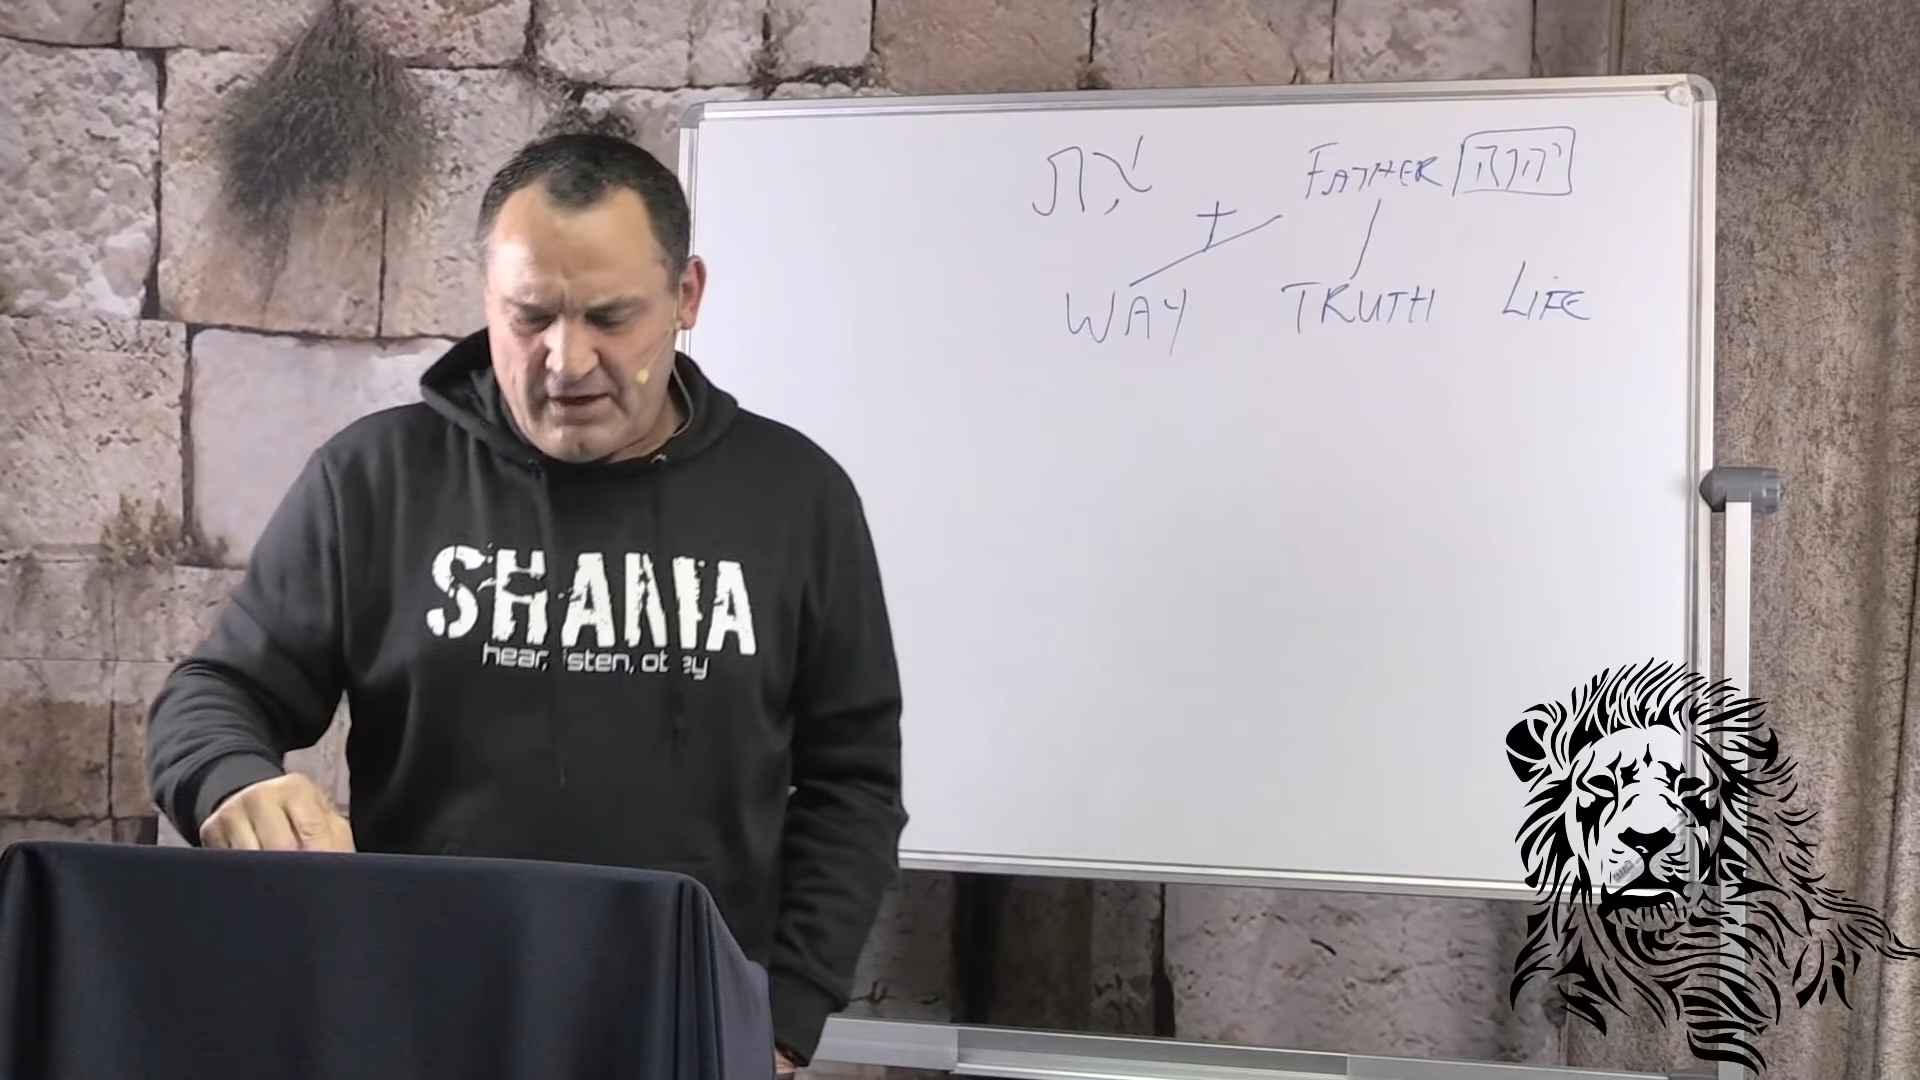 את FATHER יהוה
WAY TRUTH LIFE
SHAMA
hear, listen, obey